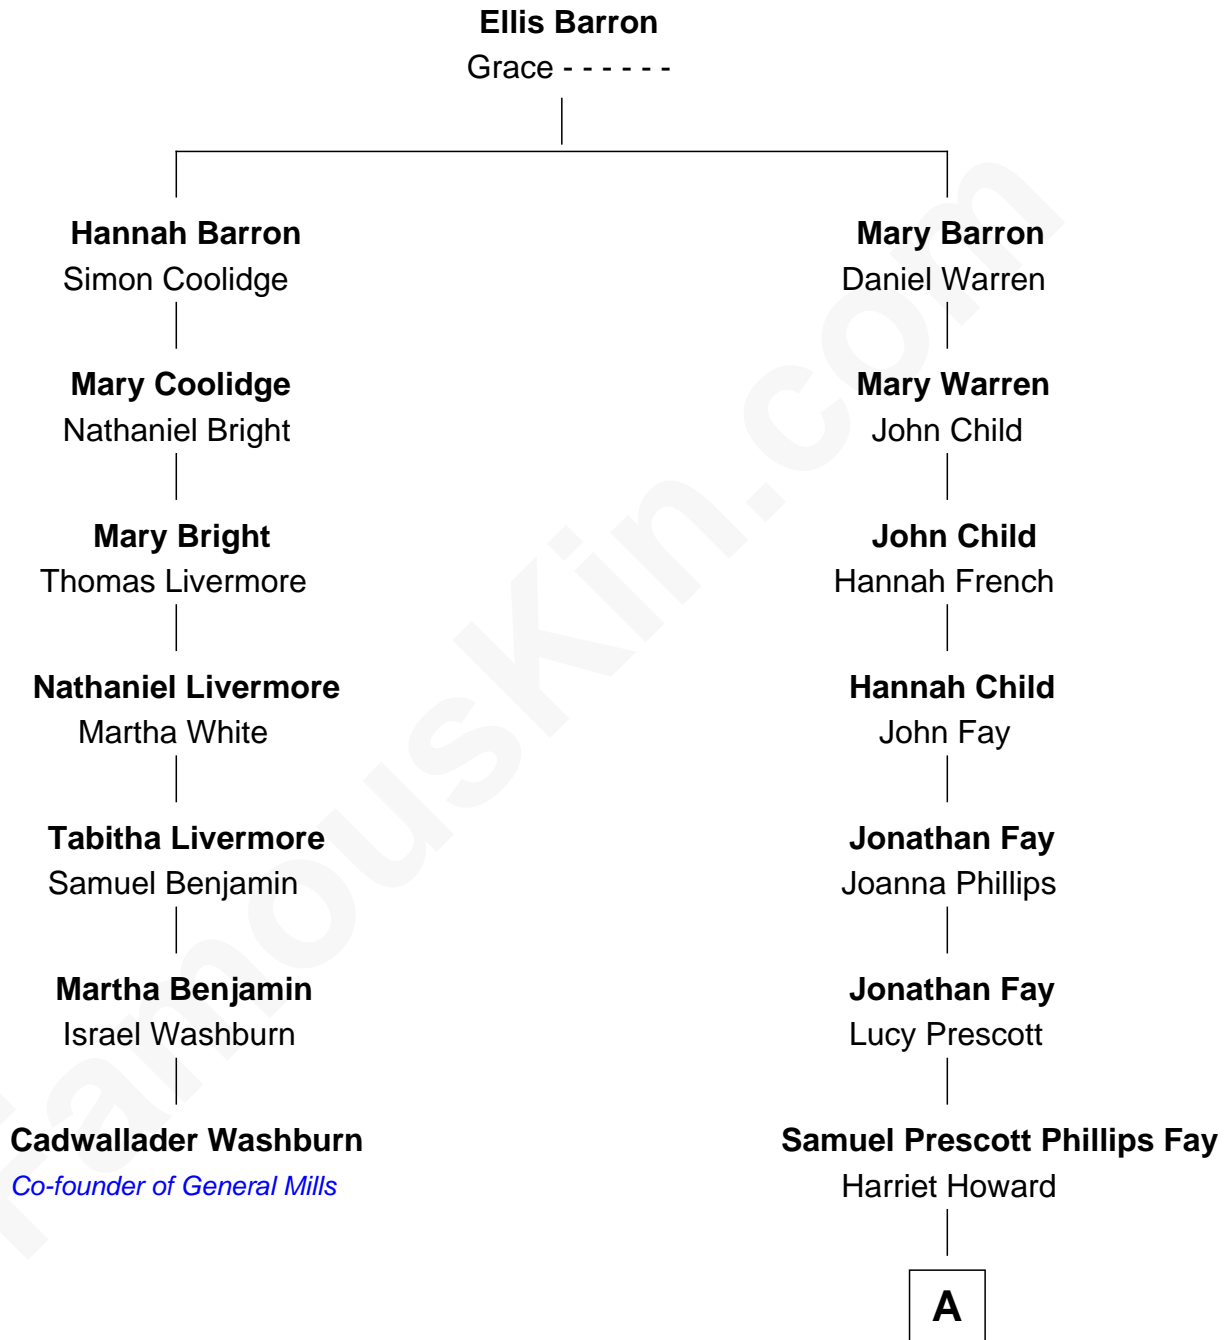 Ellis Barron
Grace - - - - - -
Hannah Barron
Simon Coolidge
Mary Barron
Daniel Warren
Mary Coolidge
Nathaniel Bright
Mary Warren
John Child
Mary Bright
Thomas Livermore
John Child
Hannah French
Nathaniel Livermore
Martha White
Hannah Child
John Fay
Tabitha Livermore
Samuel Benjamin
Jonathan Fay
Joanna Phillips
Martha Benjamin
Israel Washburn
Jonathan Fay
Lucy Prescott
Cadwallader Washburn
Co-founder of General Mills
Samuel Prescott Phillips Fay
Harriet Howard
A
FamousKin.com